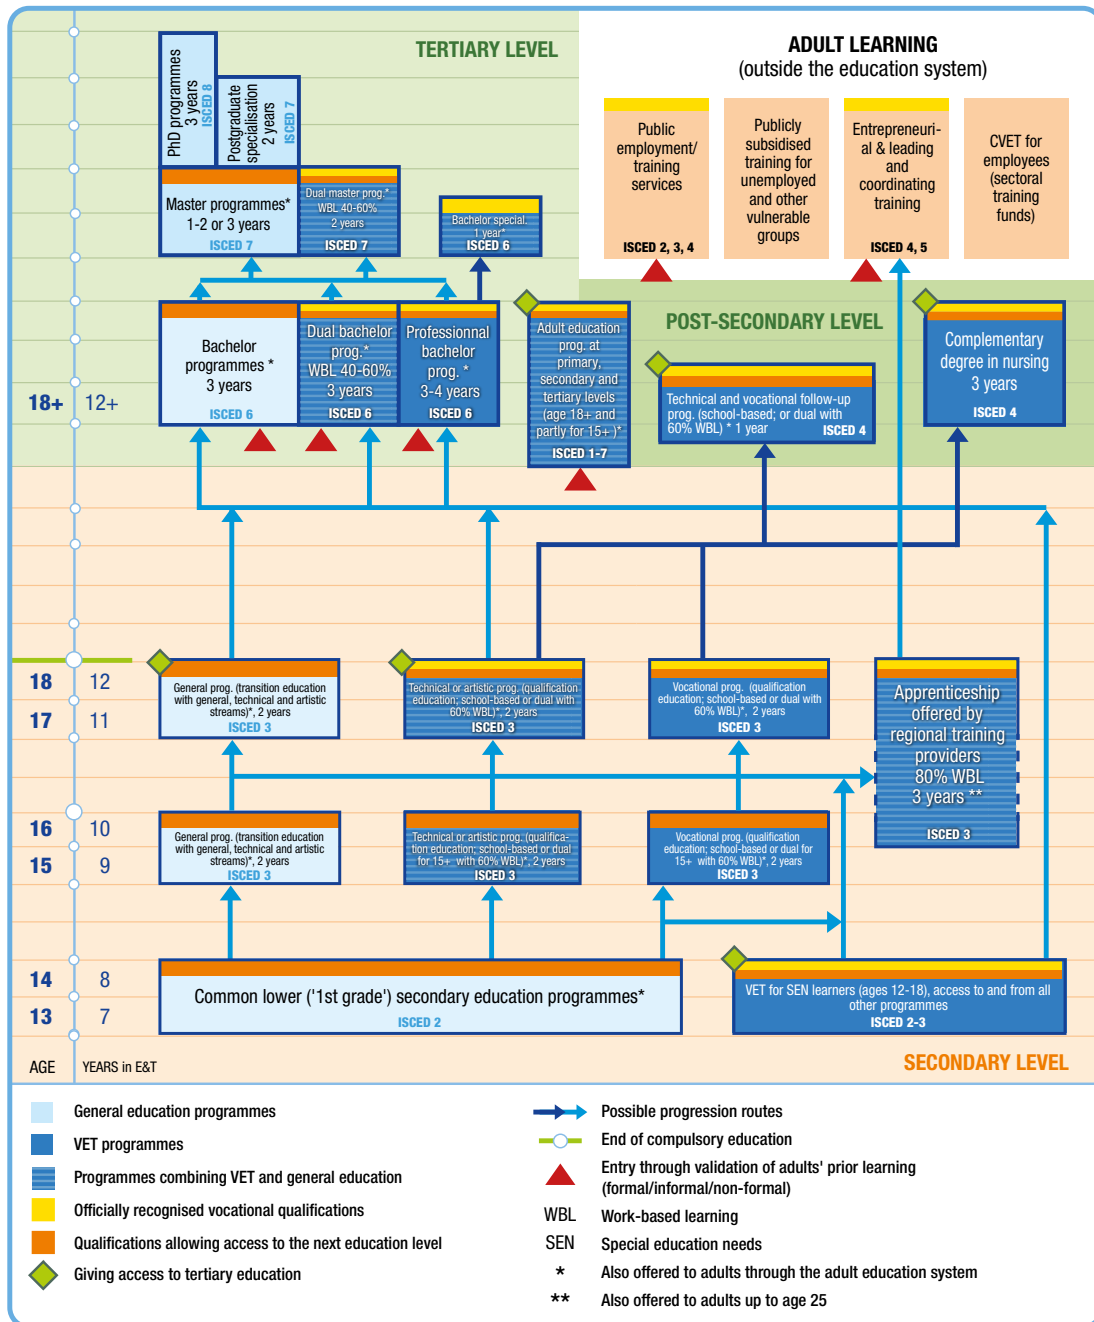 TERTIARY LEVEL
ADULT LEARNING
(outside the education system)
PhD programmes
3 years
ISCED 8
Postgraduate
specialisation
2 years
ISCED 7
Public
employment/
training
services
ISCED 2, 3, 4
Publicly
subsidised
training for
unemployed
and other
vulnerable
groups
Entrepreneuri-
al & leading
and
coordinating
training
ISCED 4, 5
CVET for
employees
(sectoral
training
funds)
Master programmes*
1-2 or 3 years
ISCED 7
Dual master prog.*
WBL 40-60%
2 years
ISCED 7
Bachelor special.
1 year*
ISCED 6
POST-SECONDARY LEVEL
Bachelor
programmes *
3 years
ISCED 6
Dual bachelor
prog.*
WBL 40-60%
3 years
ISCED 6
Professionnal
bachelor
prog. *
3-4 years
ISCED 6
Adult education
prog. at
primary,
secondary and
tertiary levels
(age 18+ and
partly for 15+ )*
ISCED 1-7
Technical and vocational follow-up
prog. (school-based; or dual with
60% WBL) * 1 year
ISCED 4
Complementary
degree in nursing
3 years
ISCED 4
18+ 12+
18 12
17 11
General prog. (transition education
with general, technical and artistic
streams)*, 2 years
ISCED 3
Technical or artistic prog. (qualification
education; school-based or dual with
60% WBL)*, 2 years
ISCED 3
Vocational prog. (qualification
education; school-based or dual with
60% WBL)*, 2 years
ISCED 3
Apprenticeship
offered by
regional training
providers
80% WBL
3 years **
ISCED 3
16 10
15 9
General prog. (transition education
with general, technical and artistic
streams)*, 2 years
ISCED 3
Technical or artistic prog. (qualifica-
tion education; school-based or dual
for 15+ with 60% WBL)*, 2 years
ISCED 3
Vocational prog. (qualification
education; school-based or dual for
15+ with 60% WBL)*, 2 years
ISCED 3
14 8
13 7
Common lower ('1st grade') secondary education programmes*
ISCED 2
VET for SEN learners (ages 12-18), access to and from all
other programmes
ISCED 2-3
AGE YEARS in E&T
SECONDARY LEVEL
General education programmes
VET programmes
Programmes combining VET and general education
Officially recognised vocational qualifications
Qualifications allowing access to the next education level
Giving access to tertiary education
Possible progression routes
End of compulsory education
Entry through validation of adults' prior learning
(formal/informal/non-formal)
WBL Work-based learning
SEN Special education needs
* Also offered to adults through the adult education system
** Also offered to adults up to age 25